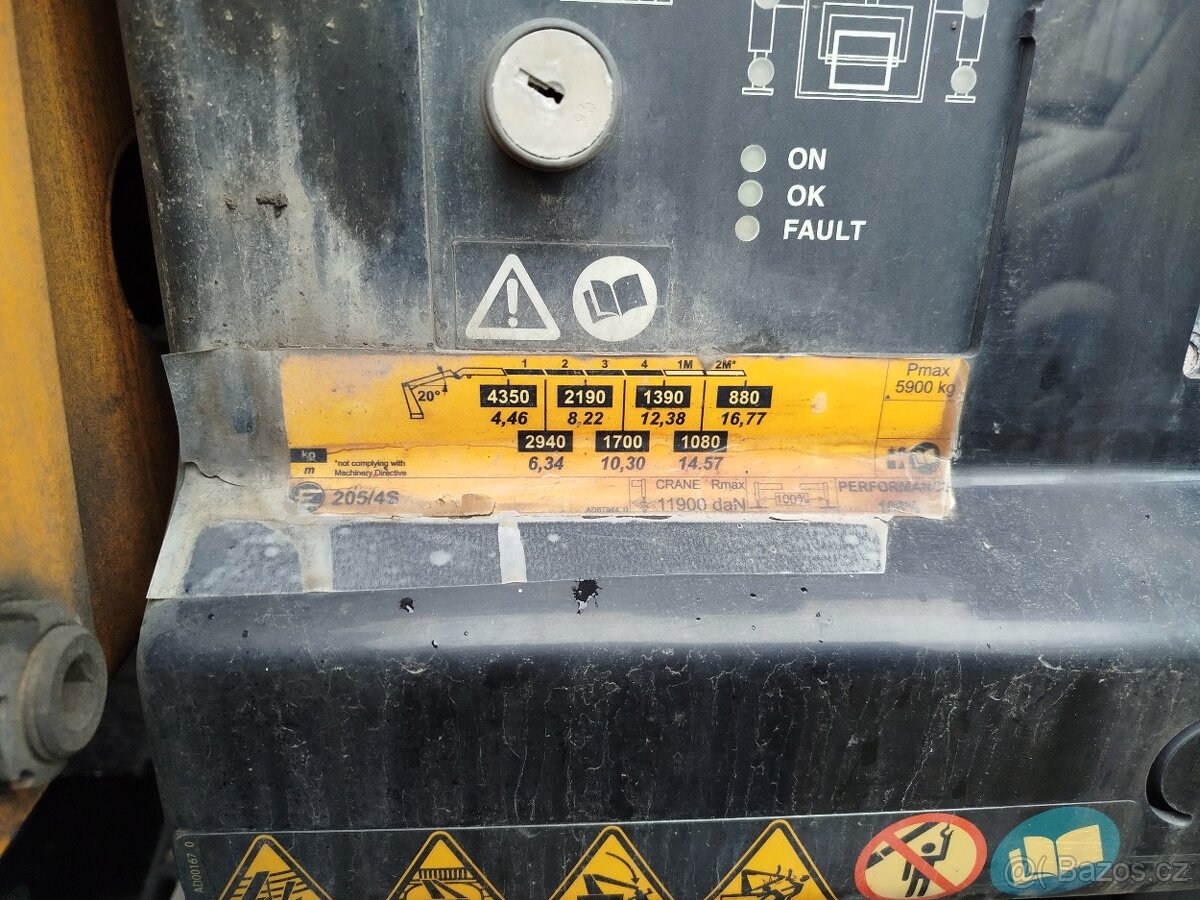 ON
OK
FAULT
1 2 3 4 1M 2M*
Pmax
5900 kg
20°
4350 2190 1390 880
4,46 8,22 12,38 16,77
2940 1700 1080
6,34 10,30 14.57
kg
m
*not complying with
Machinery Directive
205/4S
CRANE Rmax
11900 daN
100%
PERFORMANCE
AD00167_0
@ Bazos.cz